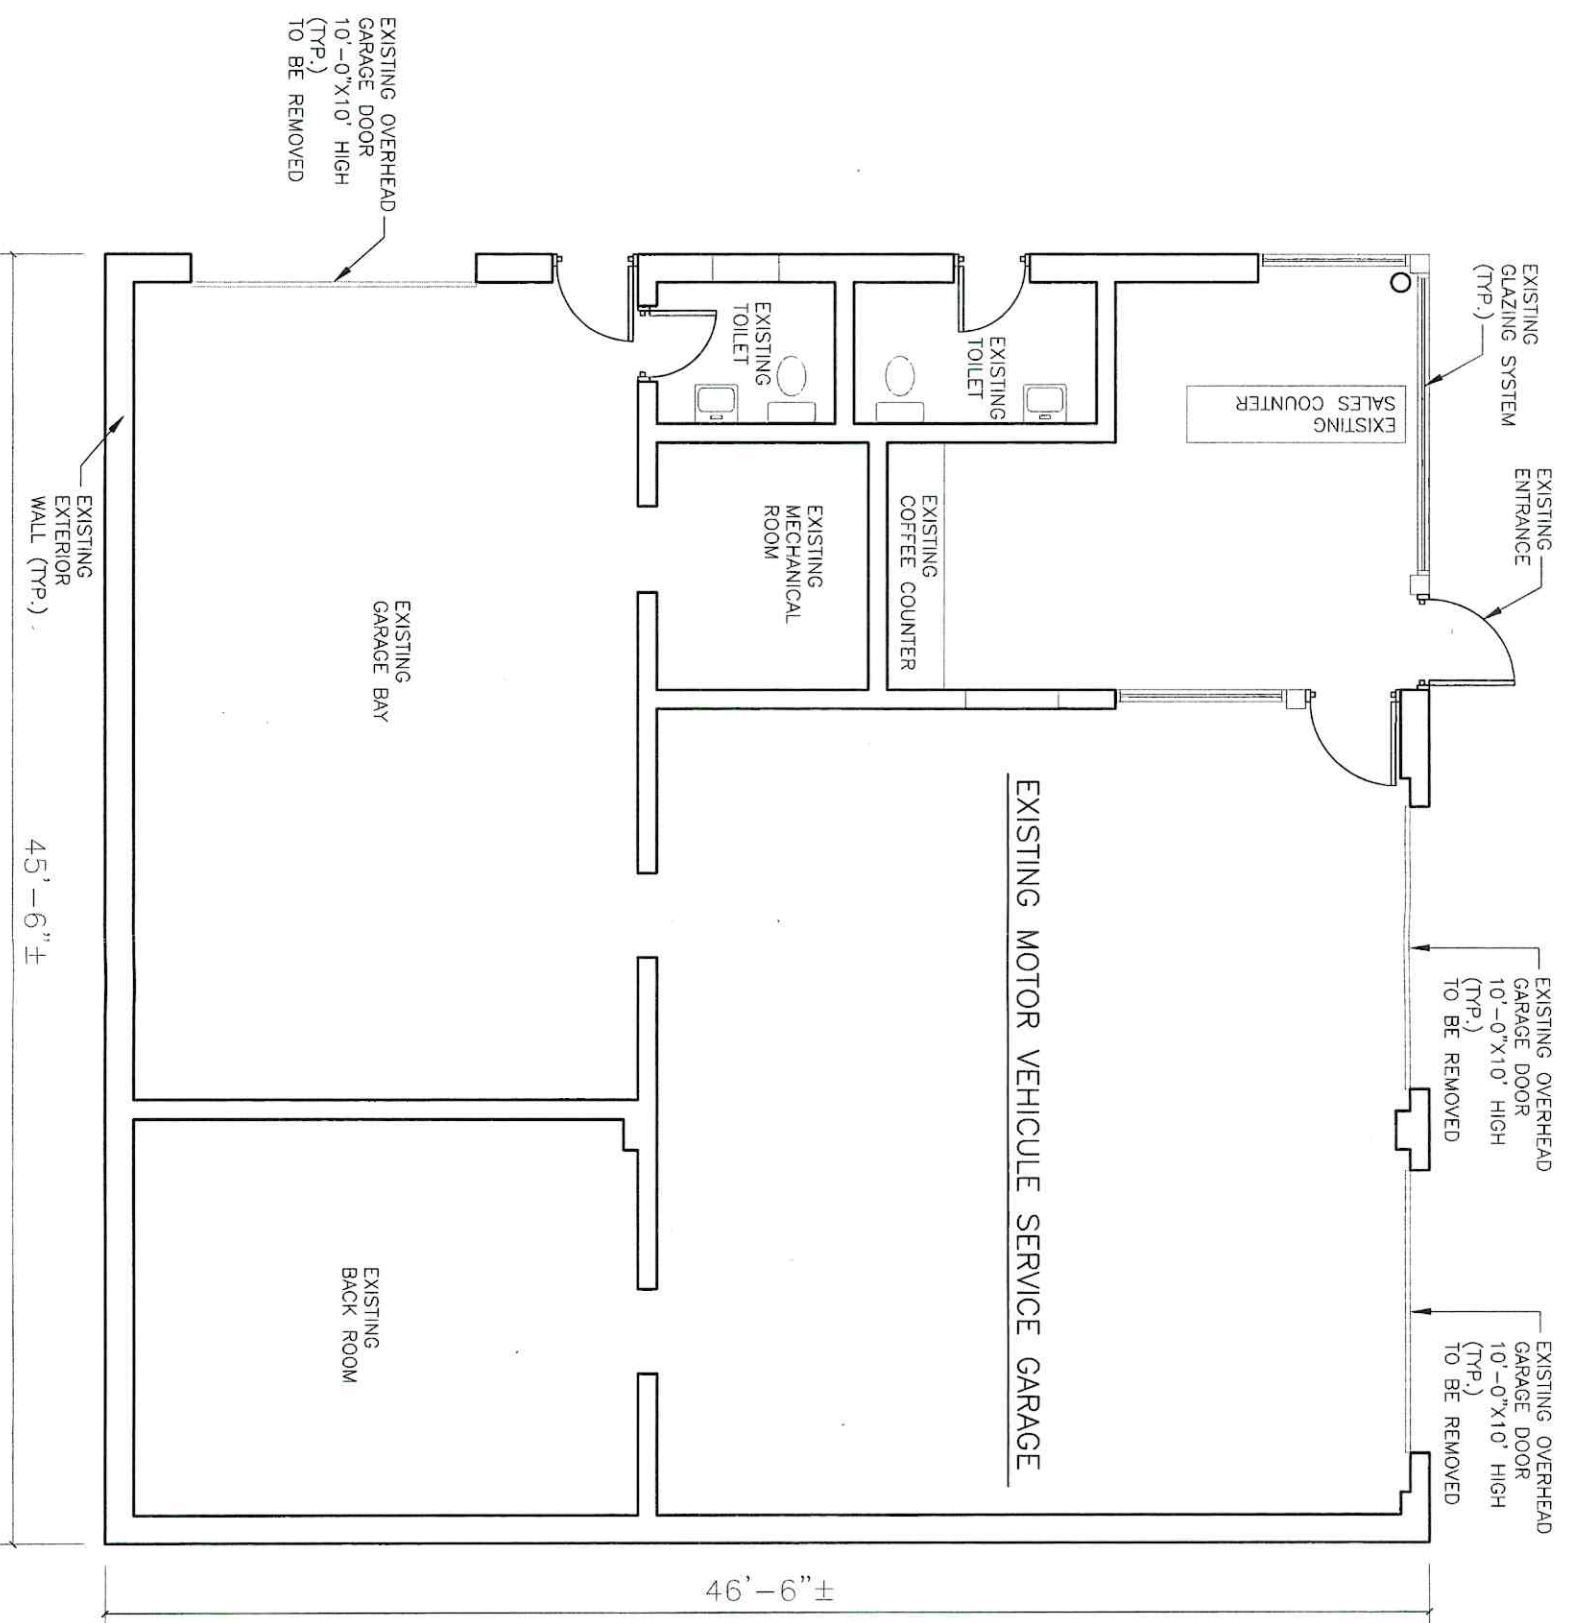 EXISTING
GLAZING SYSTEM
(TYP.)
EXISTING
ENTRANCE
EXISTING OVERHEAD
GARAGE DOOR
10'-0"X10' HIGH
(TYP.)
TO BE REMOVED
EXISTING OVERHEAD
GARAGE DOOR
10'-0"X10' HIGH
(TYP.)
TO BE REMOVED
EXISTING
SALES COUNTER
EXISTING
TOILET
EXISTING
COFFEE COUNTER
EXISTING MOTOR VEHICULE SERVICE GARAGE
EXISTING
TOILET
EXISTING
MECHANICAL
ROOM
EXISTING OVERHEAD
GARAGE DOOR
10'-0"X10' HIGH
(TYP.)
TO BE REMOVED
EXISTING
GARAGE BAY
EXISTING
BACK ROOM
EXISTING
EXTERIOR
WALL (TYP.)
45'-6"±
46'-6"±